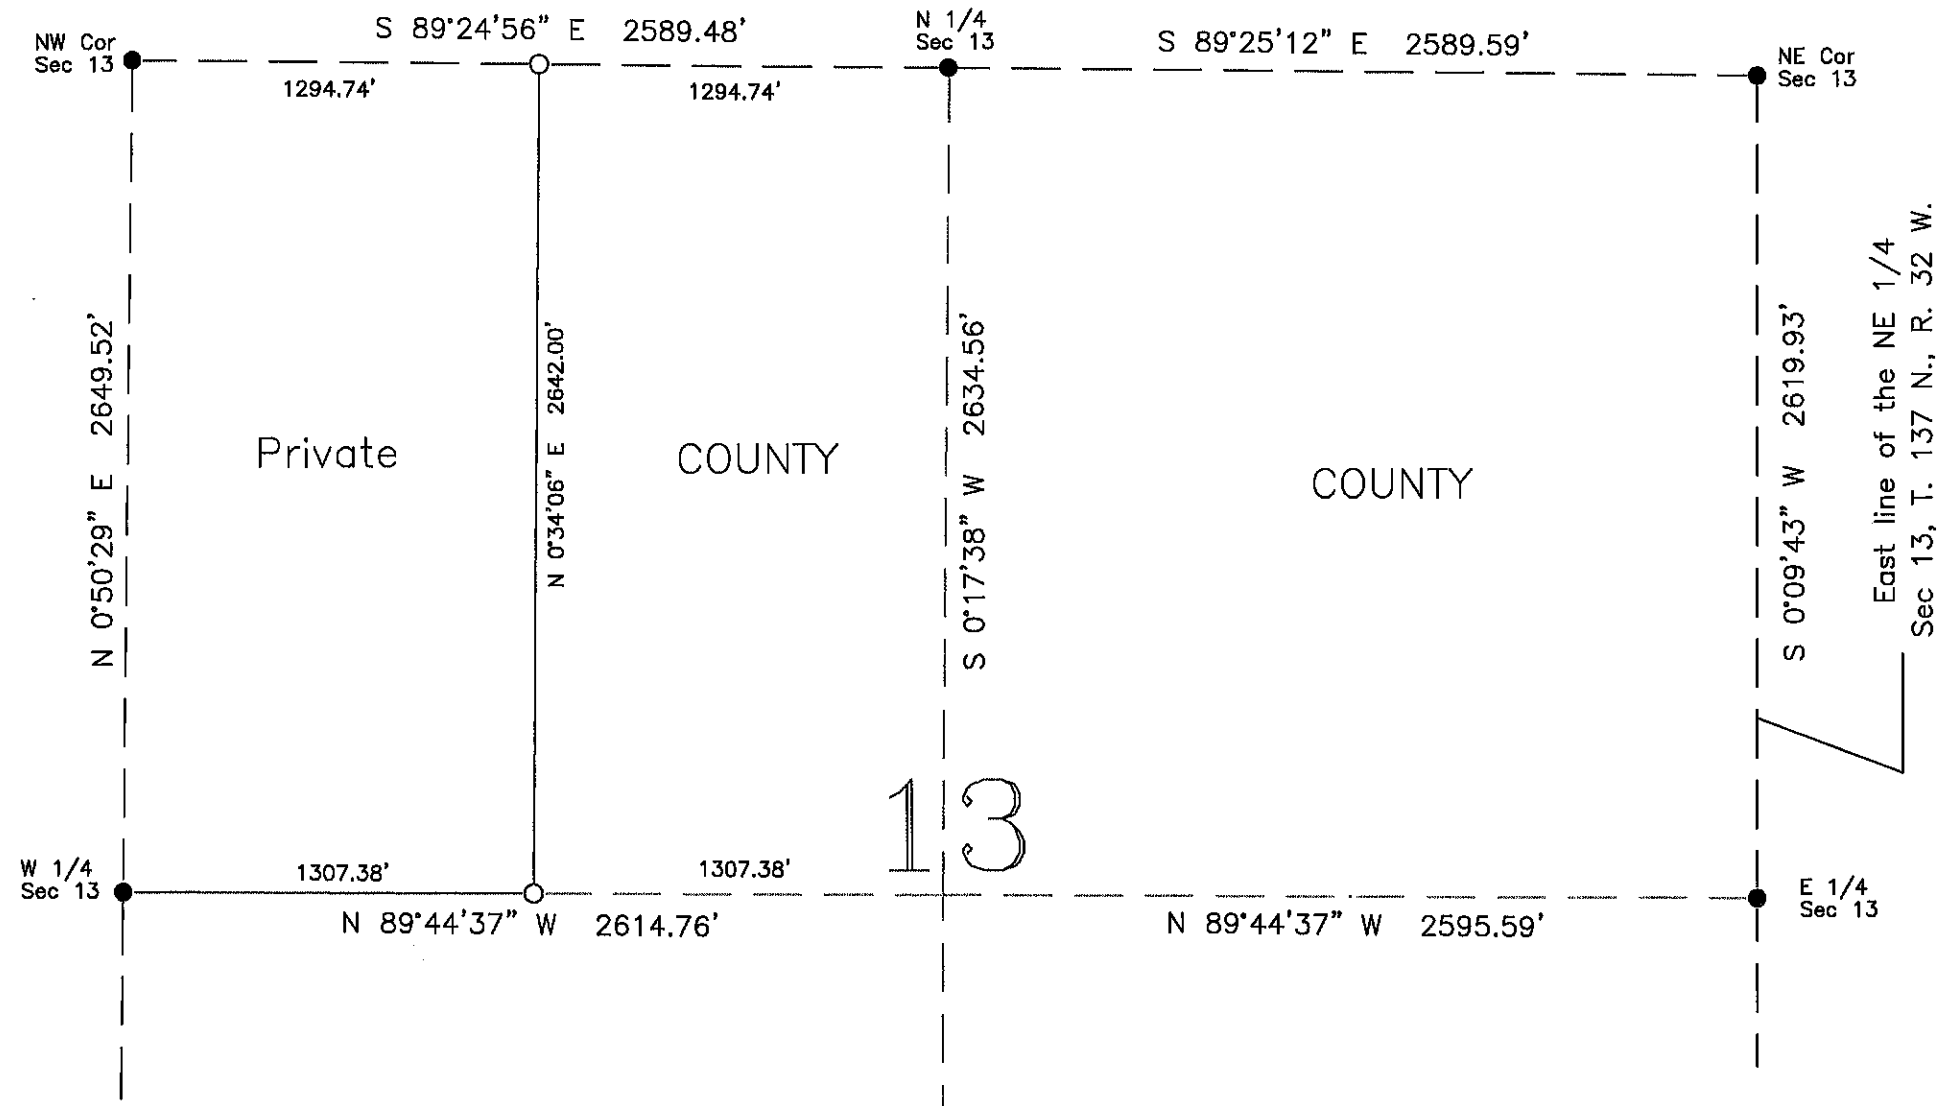 S 89°24'56" E 2589.48'
N 1/4
Sec 13
S 89°25'12" E 2589.59'
NW Cor
Sec 13
NE Cor
Sec 13
1294.74'
1294.74'
N 0°50'29" E 2649.52'
Private
N 0°34'06" E 2642.00'
COUNTY
S 0°17'38" W 2634.56'
COUNTY
S 0°09'43" W 2619.93'
East line of the NE 1/4
Sec 13, T. 137 N., R. 32 W.
13
W 1/4
Sec 13
1307.38'
1307.38'
E 1/4
Sec 13
N 89°44'37" W 2614.76'
N 89°44'37" W 2595.59'